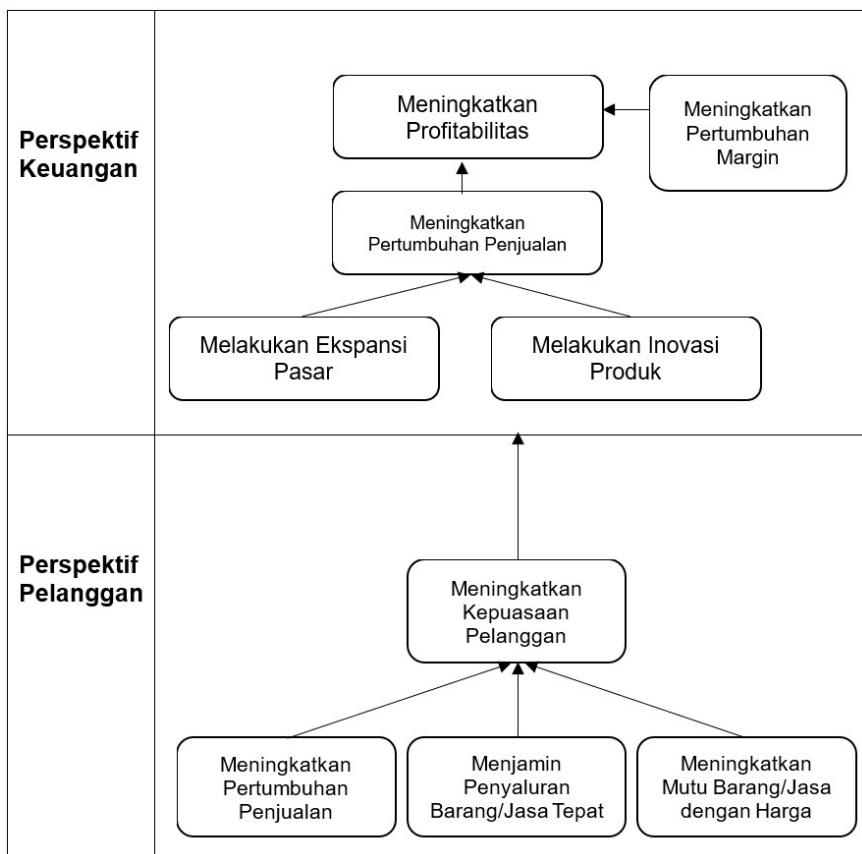 Perspektif
Keuangan
Meningkatkan
Profitabilitas
Meningkatkan
Pertumbuhan
Margin
Meningkatkan
Pertumbuhan Penjualan
Melakukan Ekspansi
Pasar
Melakukan Inovasi
Produk
Perspektif
Pelanggan
Meningkatkan
Kepuasaan
Pelanggan
Meningkatkan
Pertumbuhan
Penjualan
Menjamin
Penyaluran
Barang/Jasa Tepat
Meningkatkan
Mutu Barang/Jasa
dengan Harga